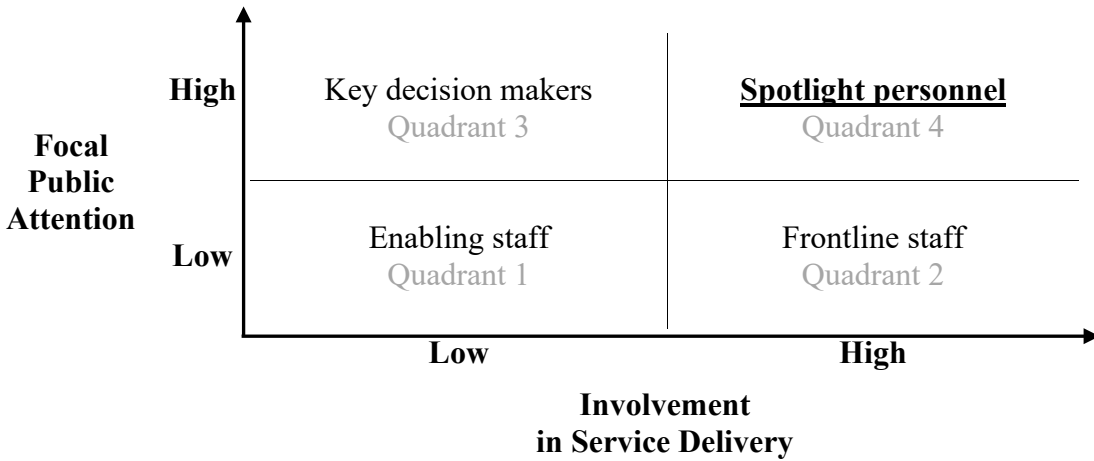 High
Key decision makers
Quadrant 3
Spotlight personnel
Quadrant 4
Focal
Public
Attention
Low
Enabling staff
Quadrant 1
Frontline staff
Quadrant 2
Low
High
Involvement
in Service Delivery